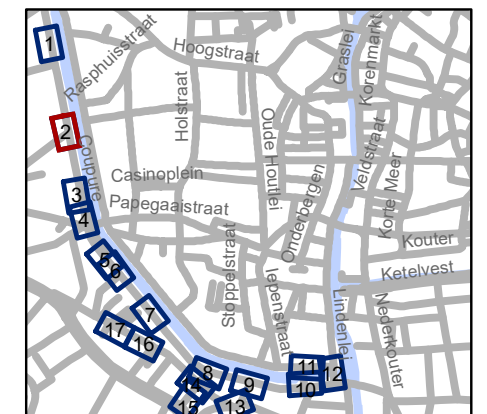 1
Rasphuisstraat
Hoogstraat
Graslei
Korenmarkt
2
Coupure
Holstraat
Oude Houtlei
Onderbergen
Veldstraat
Korte Meer
3
Casinoplein
Papegaaistraat
4
Stoppelstraat
Iepenstraat
Kouter
Ketelvest
5
6
7
Lindenlei
Nederkouter
17
16
8
9
11
12
10
14
15
13